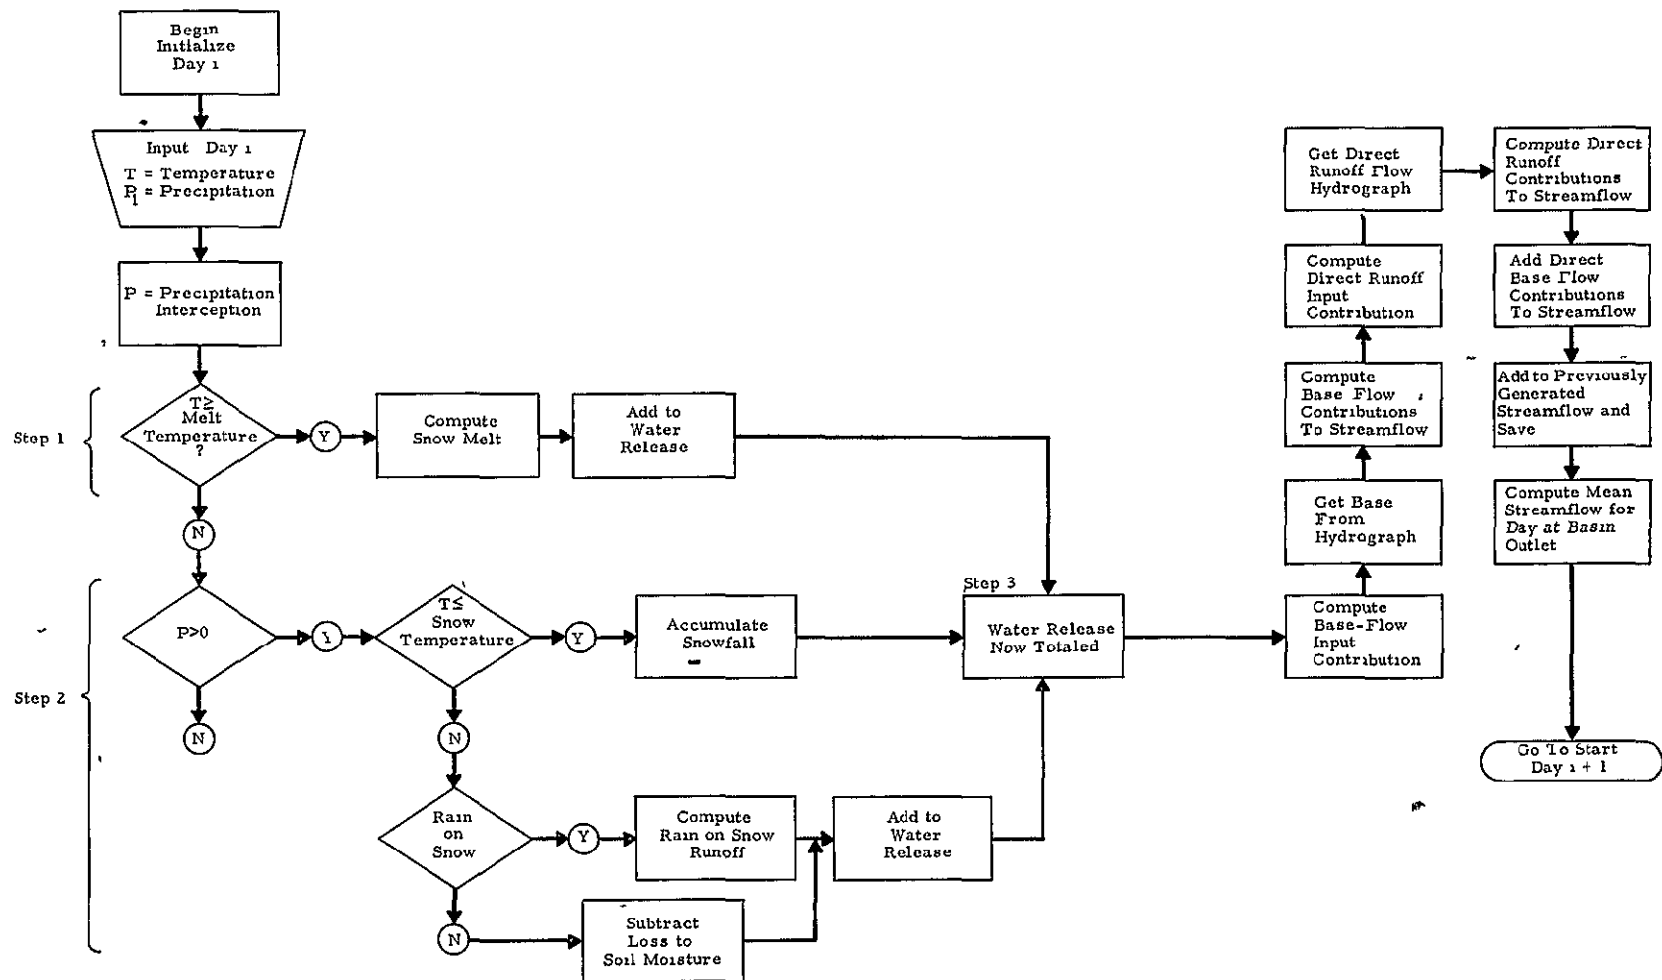 Begin
Initialize
Day 1
Input Day 1
T = Temperature
P1 = Precipitation
P = Precipitation
Interception
Step 1
T≥
Melt
Temperature
?
Y
Compute
Snow Melt
Add to
Water
Release
N
Step 2
P>0
Y
T≤
Snow
Temperature
Y
Accumulate
Snowfall
N
N
Rain
on
Snow
Y
Compute
Rain on Snow
Runoff
Add to
Water
Release
N
Subtract
Loss to
Soil Moisture
Step 3
Water Release
Now Totaled
Compute
Base-Flow
Input
Contribution
Get Base
From
Hydrograph
Compute
Base Flow
Contributions
To Streamflow
Compute
Direct Runoff
Input
Contribution
Get Direct
Runoff Flow
Hydrograph
Compute Direct
Runoff
Contributions
To Streamflow
Add Direct
Base Flow
Contributions
To Streamflow
Add to Previously
Generated
Streamflow and
Save
Compute Mean
Streamflow for
Day at Basin
Outlet
Go To Start
Day 1 + 1